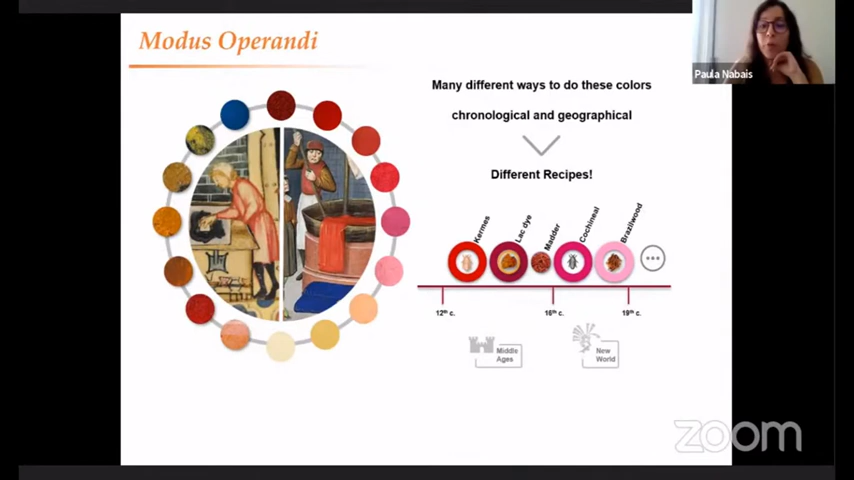 Modus Operandi
Paula Nabais
Many different ways to do these colors
chronological and geographical
Different Recipes!
Kermes
Lac dye
Madder
Cochineal
Brazilwood
12th c.
16th c.
19th c.
Middle
Ages
New
World
zoom